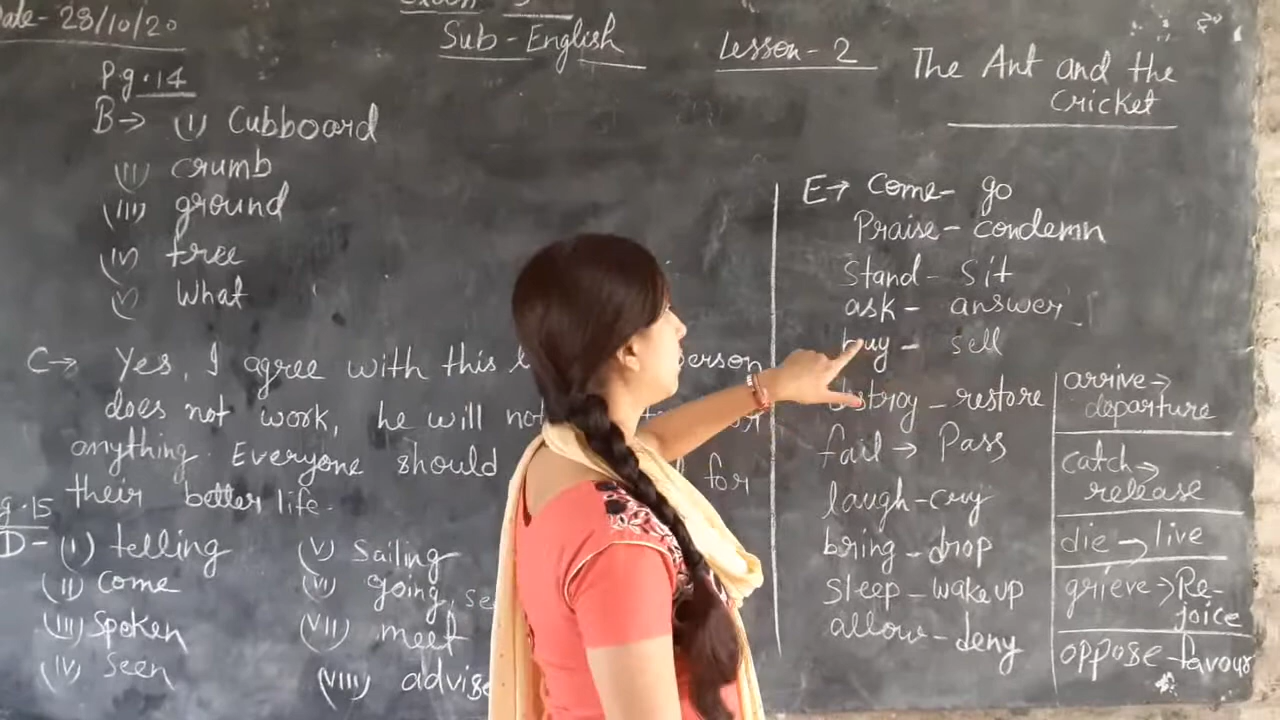 Date - 28/10/20
Sub - English
Lesson - 2
The Ant and the
Cricket
Pg. 14
B→ (i) Cubboard
(ii) crumb
(iii) ground
(iv) tree
(v) What
C→ Yes, I agree with this
does not work, he will not
anything. Everyone should for
their better life.
Pg. 15
D- (i) telling
(ii) Come
(iii) Spoken
(iv) Seen
(v) Sailing
(vi) going,
(vii) meet
(viii)
E→ Come - go
Praise - condemn
Stand - Sit
ask - answer
buy - sell
destroy - restore
fail → Pass
laugh - cry
bring - drop
Sleep - wake up
allow - deny
arrive →
departure
catch →
release
die → live
grieve → Re-
joice
oppose - favour